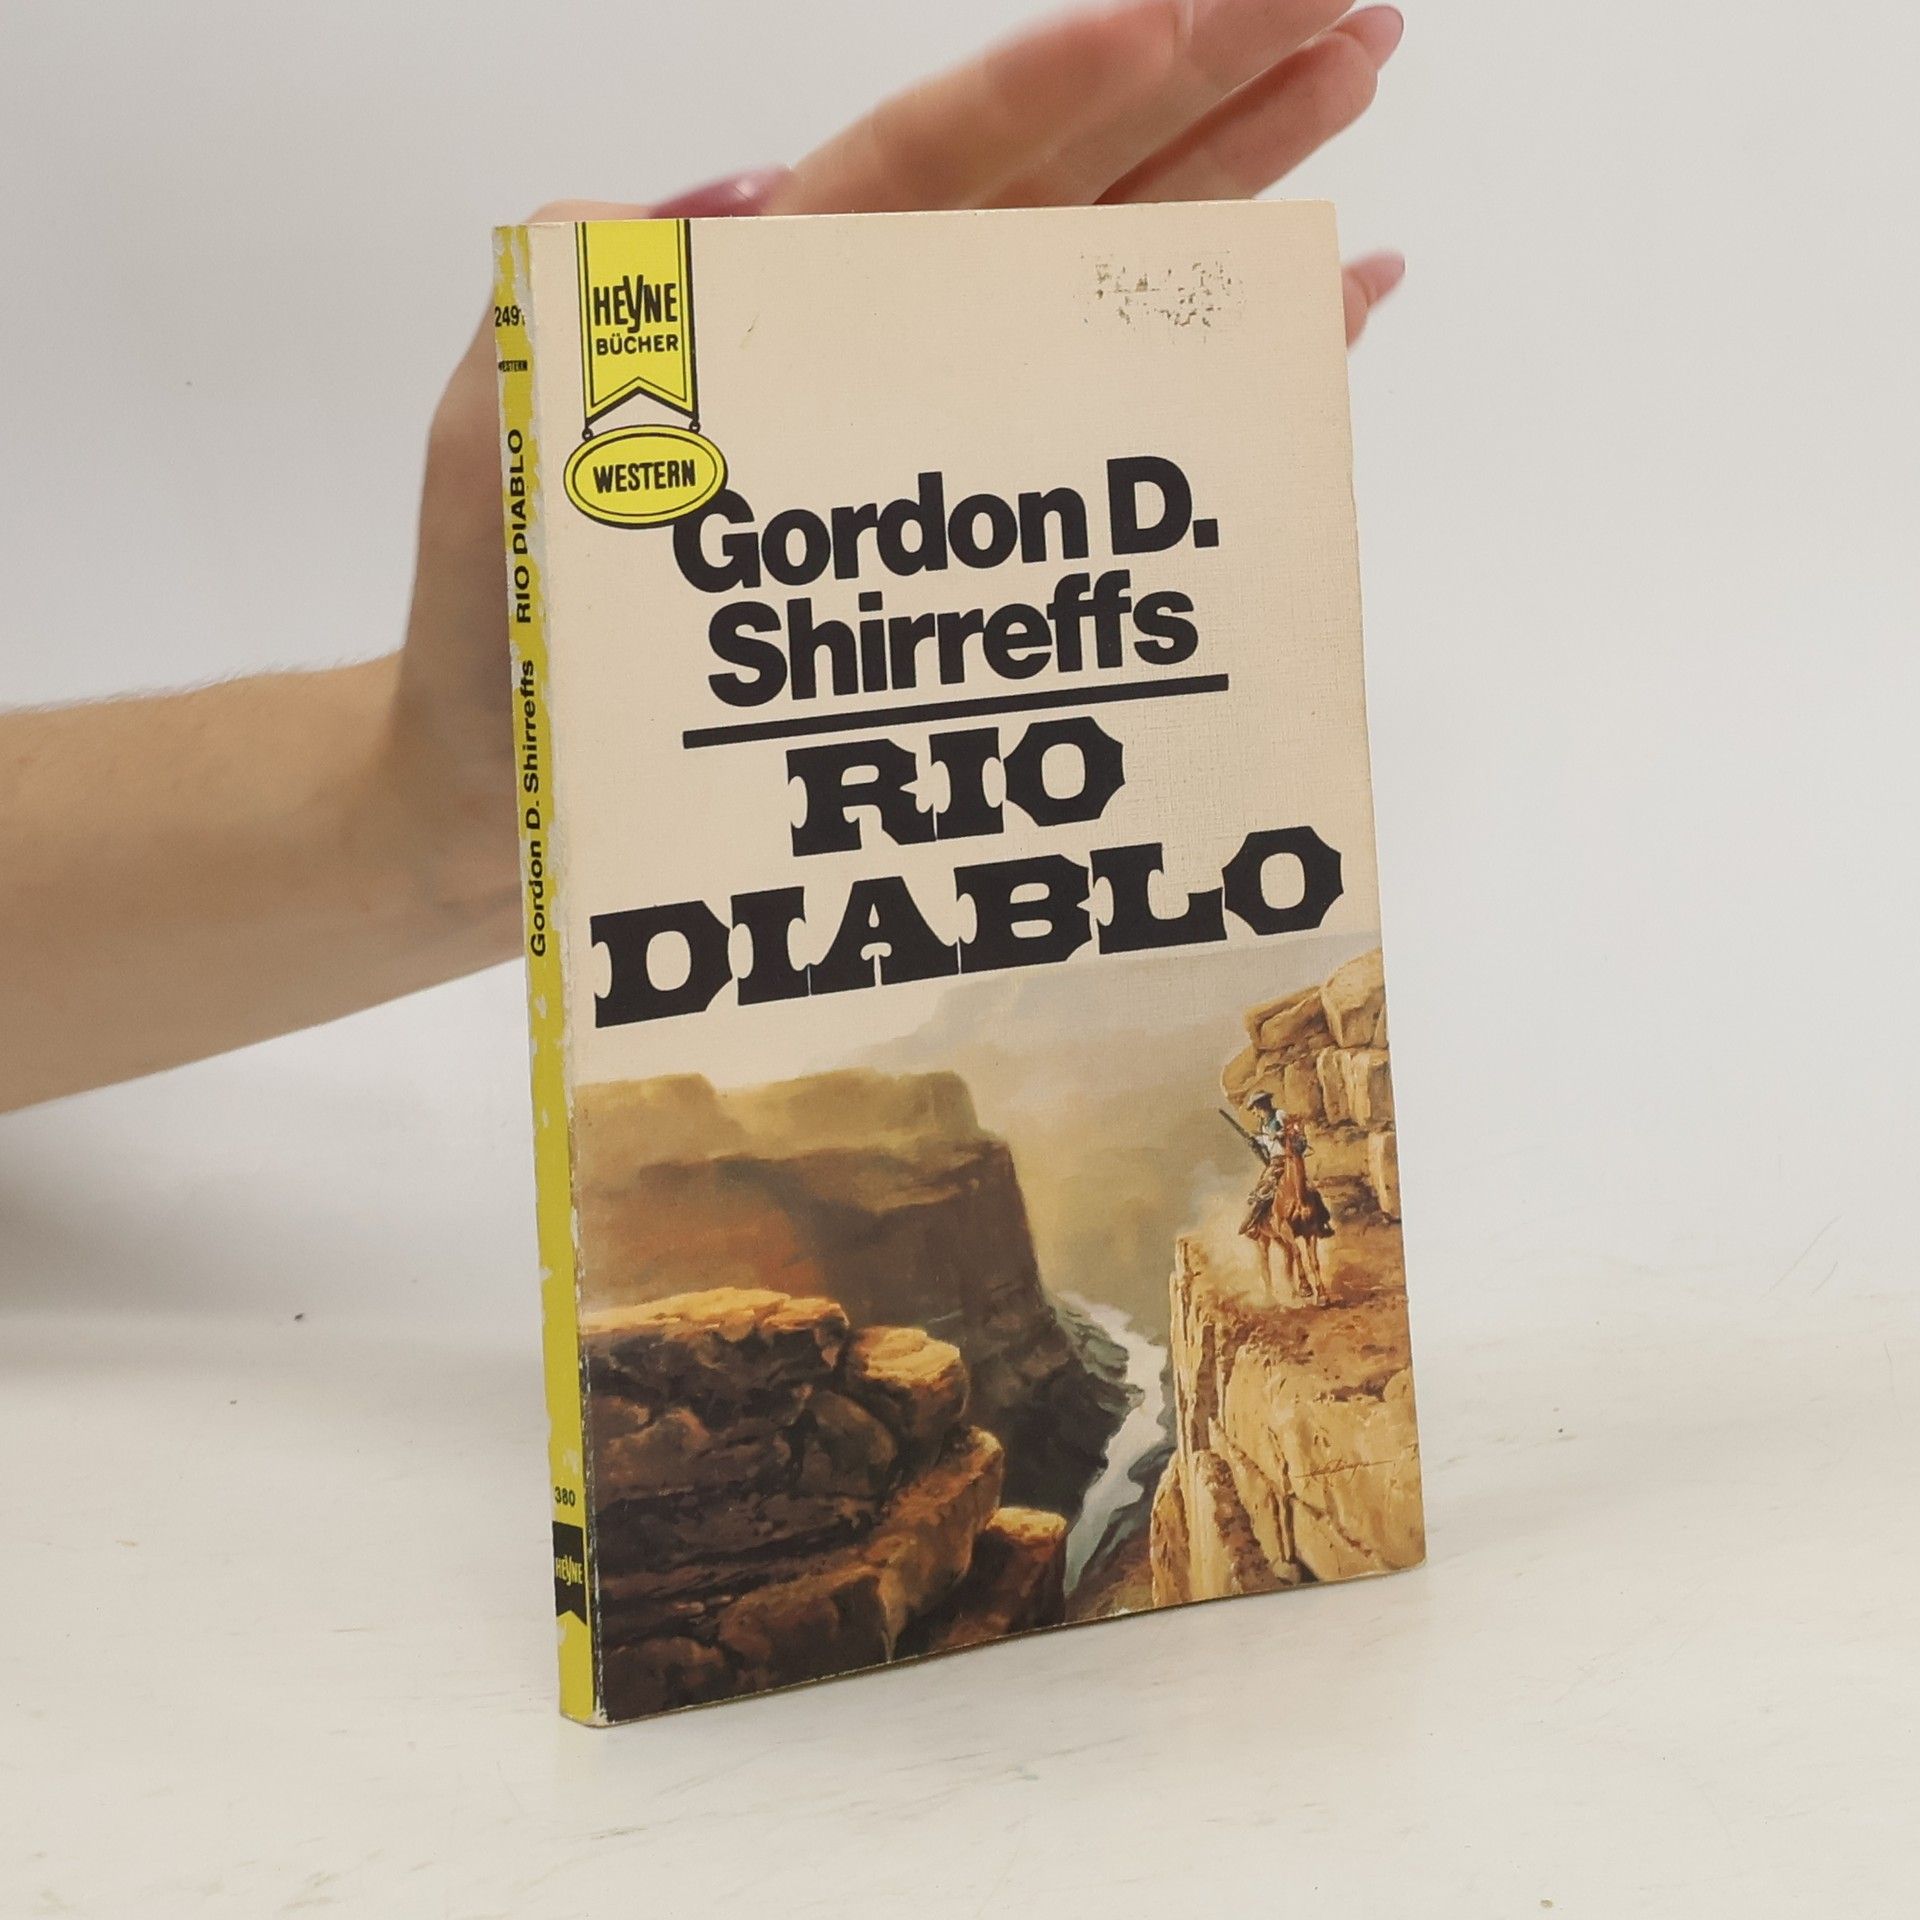 HEYNE
BÜCHER
WESTERN
Gordon D.
Shirreffs
RIO
DIABLO
WESTERN
Gordon D. Shirreffs RIO DIABLO
380
HEYNE